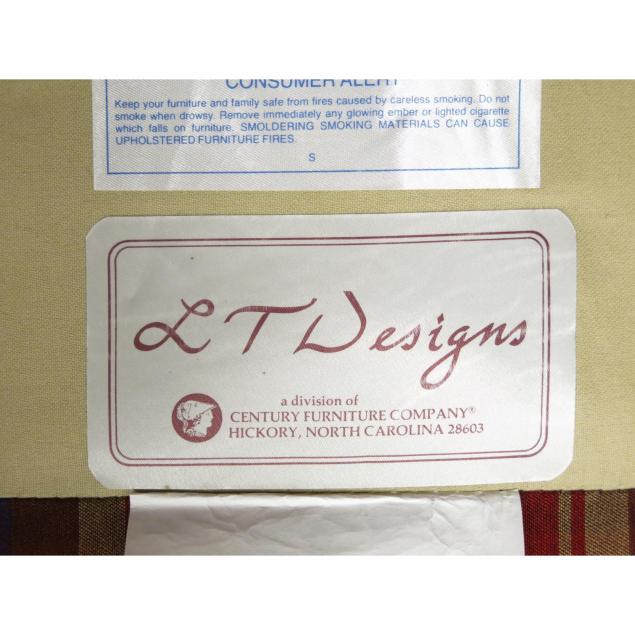 CONSUMER ALERT
Keep your furniture and family safe from fires caused by careless smoking. Do not
smoke when drowsy. Remove immediately any glowing ember or lighted cigarette
which falls on furniture. SMOLDERING SMOKING MATERIALS CAN CAUSE
UPHOLSTERED FURNITURE FIRES.
S
LT Designs
a division of
CENTURY FURNITURE COMPANY®
HICKORY, NORTH CAROLINA 28603